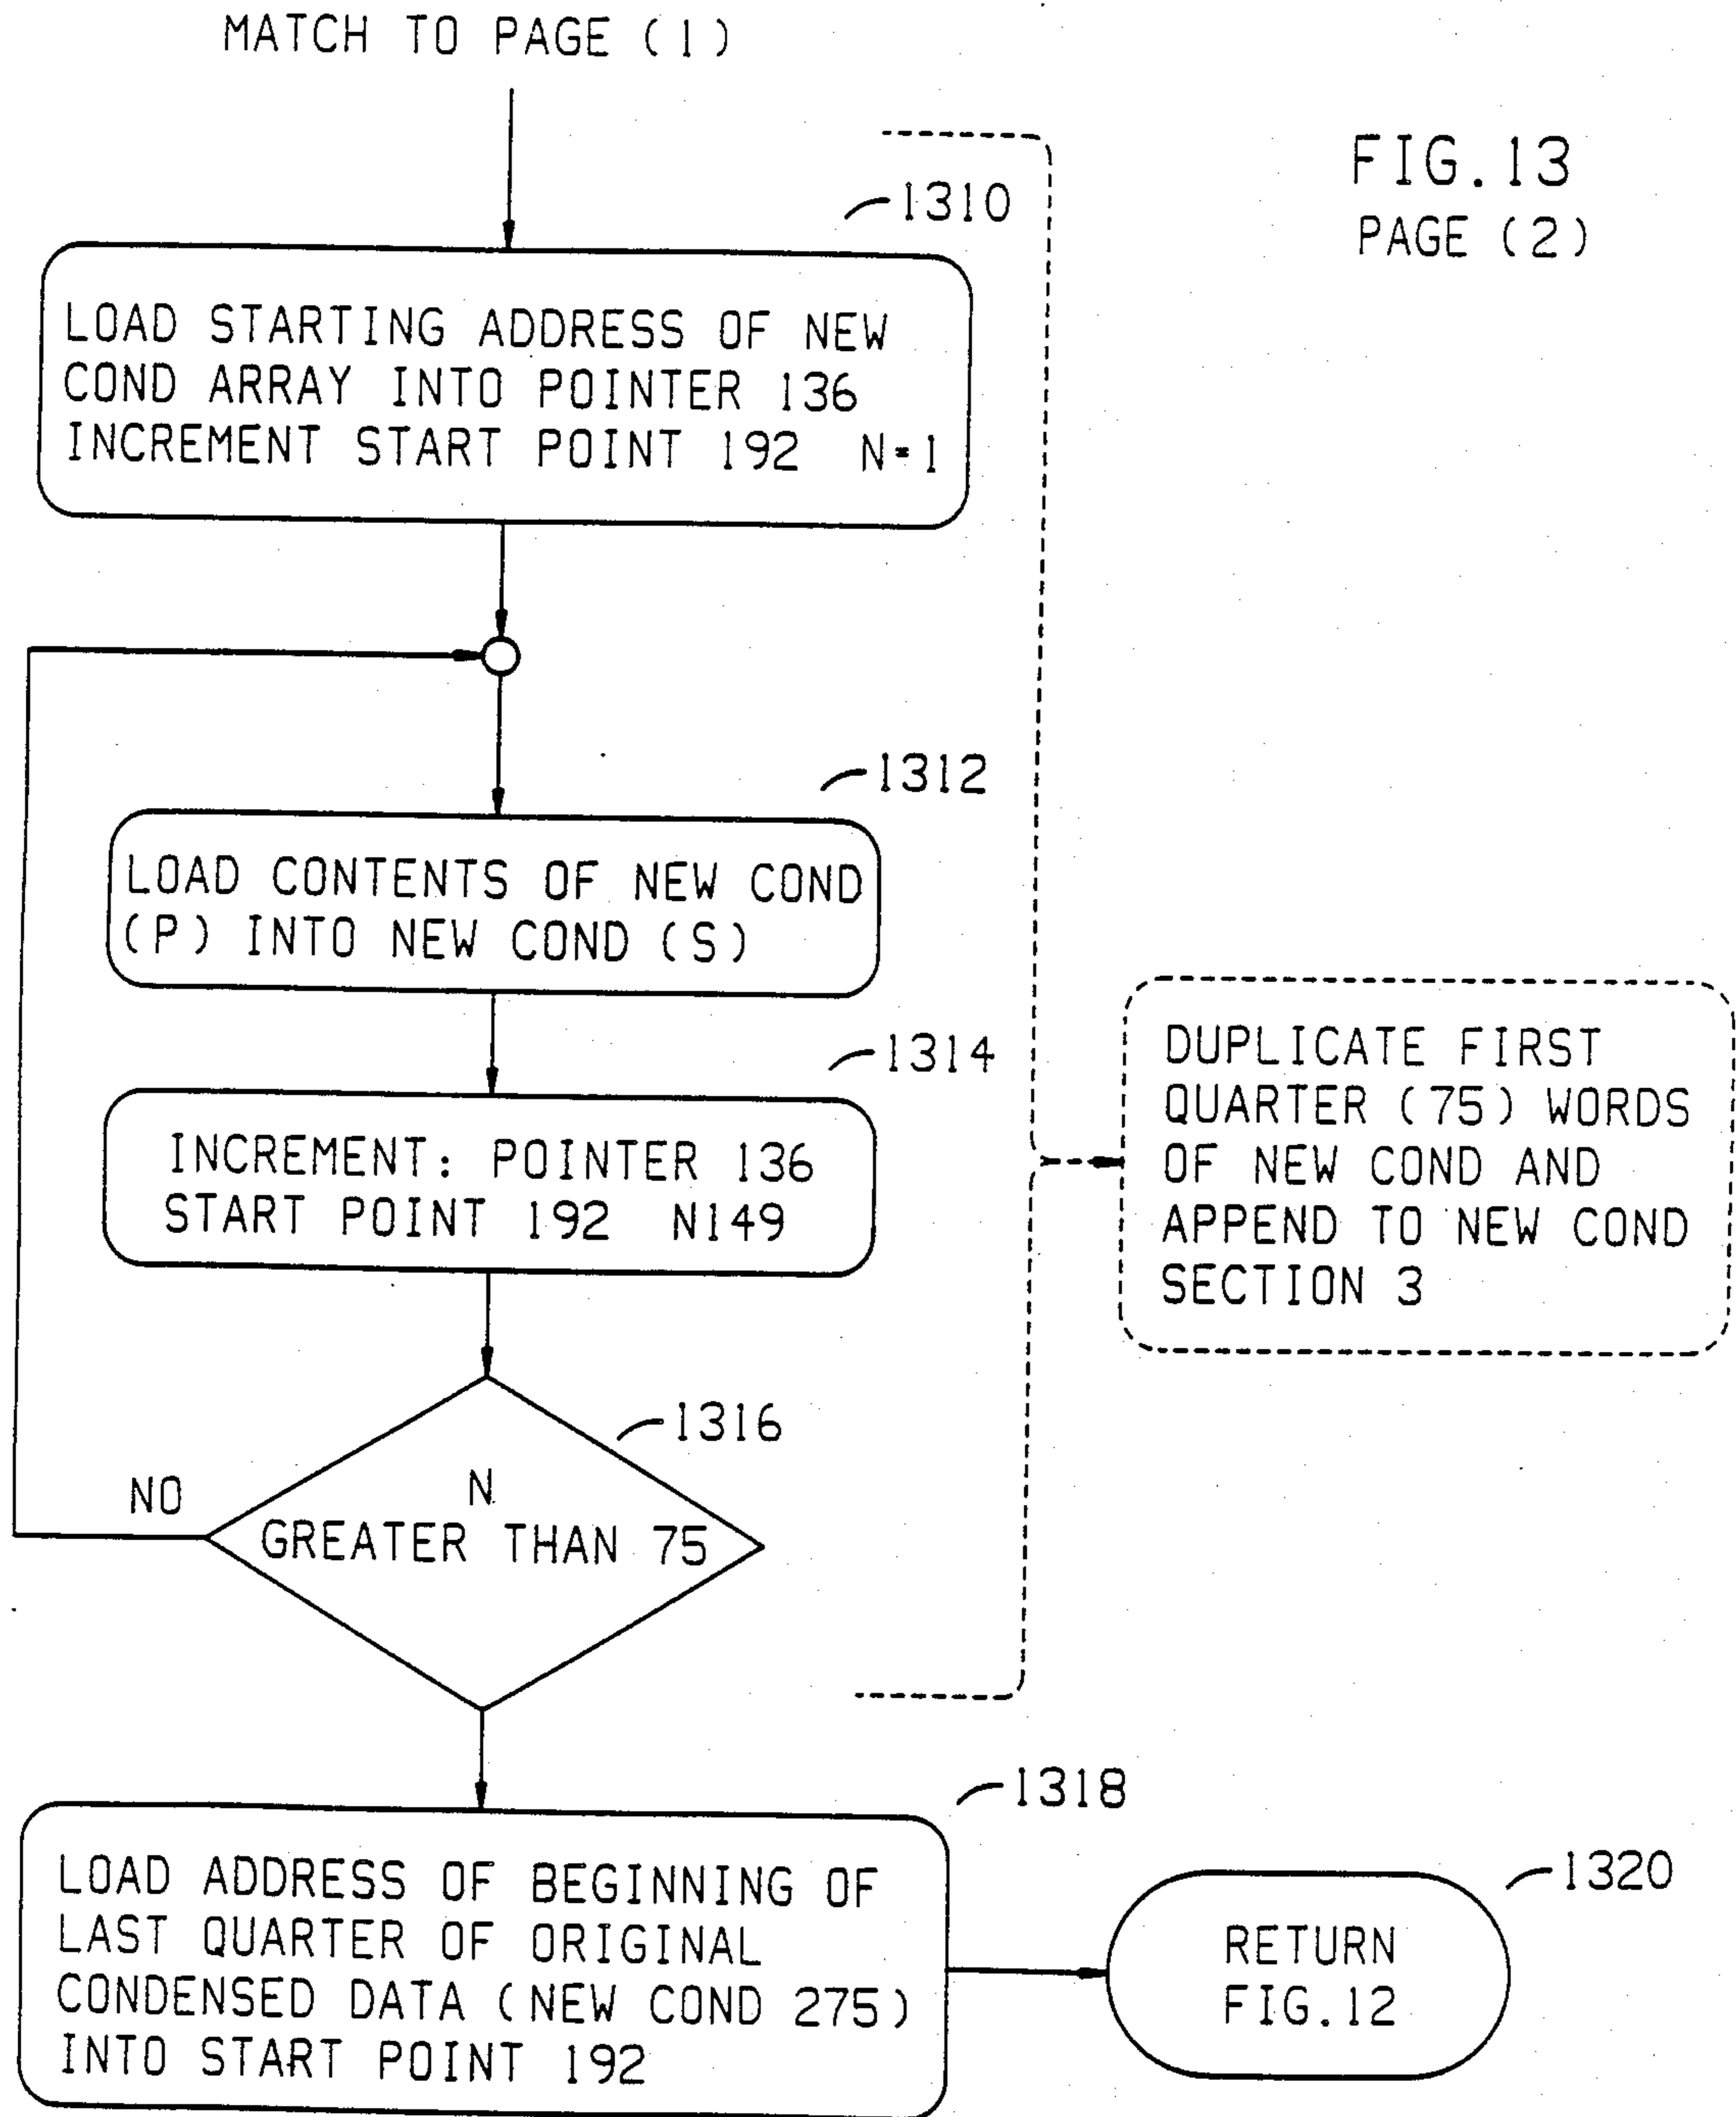 MATCH TO PAGE (1)
FIG.13
PAGE (2)
1310
LOAD STARTING ADDRESS OF NEW
COND ARRAY INTO POINTER 136
INCREMENT START POINT 192 N=1
1312
LOAD CONTENTS OF NEW COND
(P) INTO NEW COND (S)
1314
INCREMENT: POINTER 136
START POINT 192 N149
DUPLICATE FIRST
QUARTER (75) WORDS
OF NEW COND AND
APPEND TO NEW COND
SECTION 3
1316
NO
N
GREATER THAN 75
1318
LOAD ADDRESS OF BEGINNING OF
LAST QUARTER OF ORIGINAL
CONDENSED DATA (NEW COND 275)
INTO START POINT 192
1320
RETURN
FIG.12